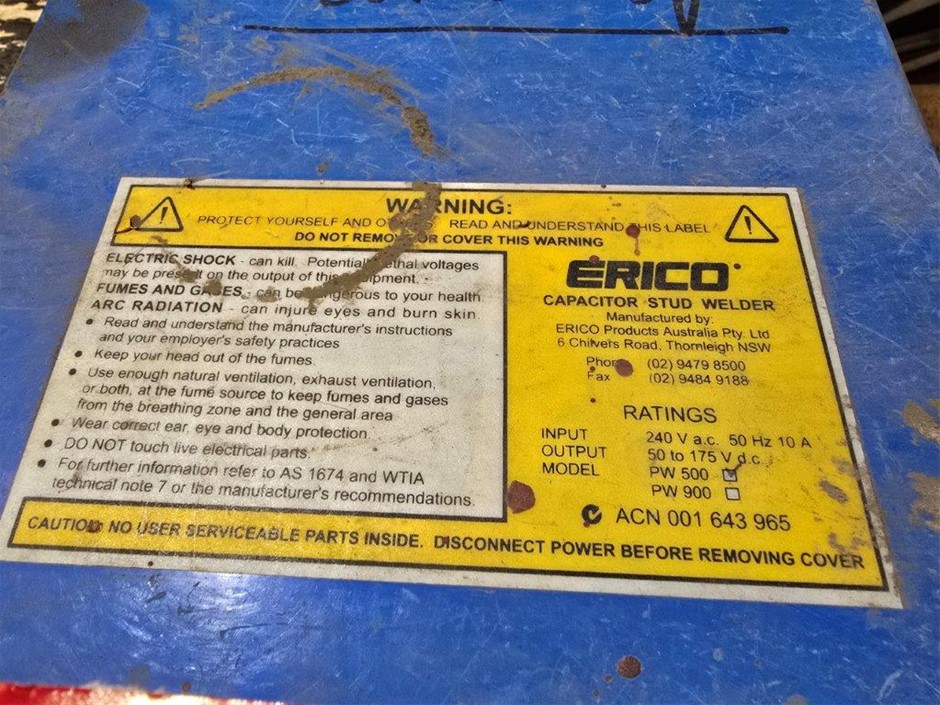 WARNING:
PROTECT YOURSELF AND READ AND UNDERSTAND THIS LABEL
DO NOT REMOVE OR COVER THIS WARNING
ELECTRIC SHOCK - can kill. Potential lethal voltages
may be present on the output of this equipment.
FUMES AND GASES - can be dangerous to your health.
ARC RADIATION - can injure eyes and burn skin.
• Read and understand the manufacturer's instructions
and your employer's safety practices
• Keep your head out of the fumes.
• Use enough natural ventilation, exhaust ventilation,
or both, at the fume source to keep fumes and gases
from the breathing zone and the general area
• Wear correct ear, eye and body protection.
• DO NOT touch live electrical parts.
• For further information refer to AS 1674 and WTIA
technical note 7 or the manufacturer's recommendations.
ERICO
CAPACITOR STUD WELDER
Manufactured by:
ERICO Products Australia Pty. Ltd
6 Chilvers Road, Thornleigh NSW
Phone (02) 9479 8500
Fax (02) 9484 9188
RATINGS
INPUT 240 V a.c. 50 Hz 10 A
OUTPUT 50 to 175 V d.c.
MODEL PW 500
PW 900
ACN 001 643 965
CAUTION: NO USER SERVICEABLE PARTS INSIDE. DISCONNECT POWER BEFORE REMOVING COVER